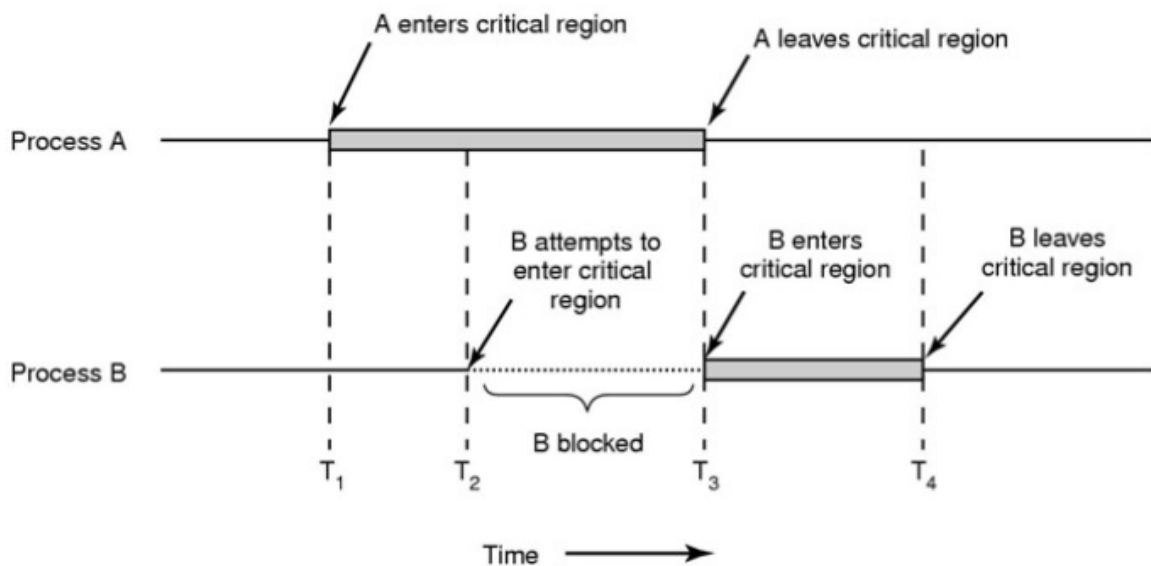 A enters critical region
A leaves critical region
Process A
B attempts to
enter critical
region
B enters
critical region
B leaves
critical region
Process B
B blocked
T1
T2
T3
T4
Time